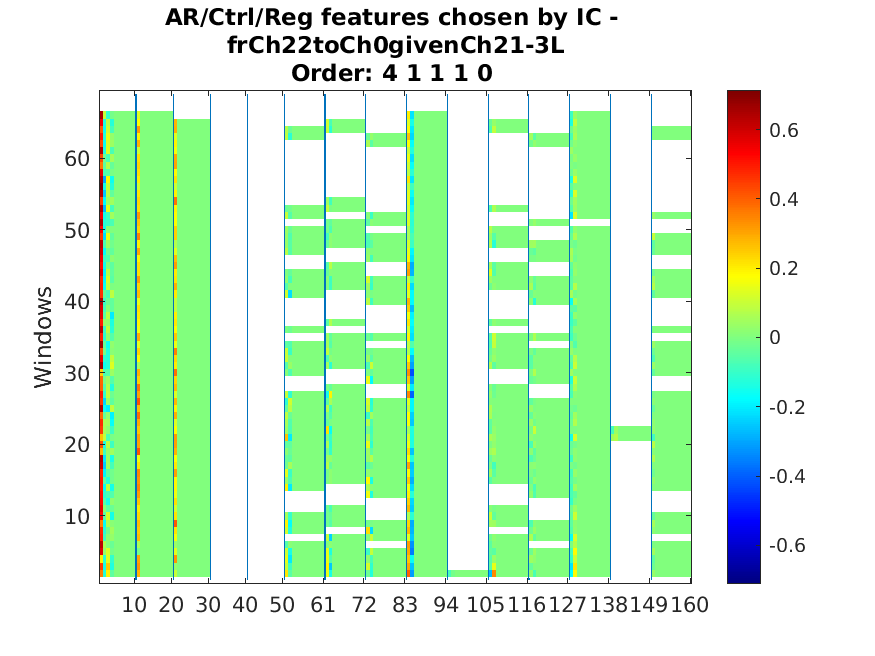 AR/Ctrl/Reg features chosen by IC -
frCh22toCh0givenCh21-3L
Order: 4 1 1 1 0
Windows
60
50
40
30
20
10
10 20 30 40 50 61 72 83 94 105 116 127 138 149 160
0.6
0.4
0.2
0
-0.2
-0.4
-0.6